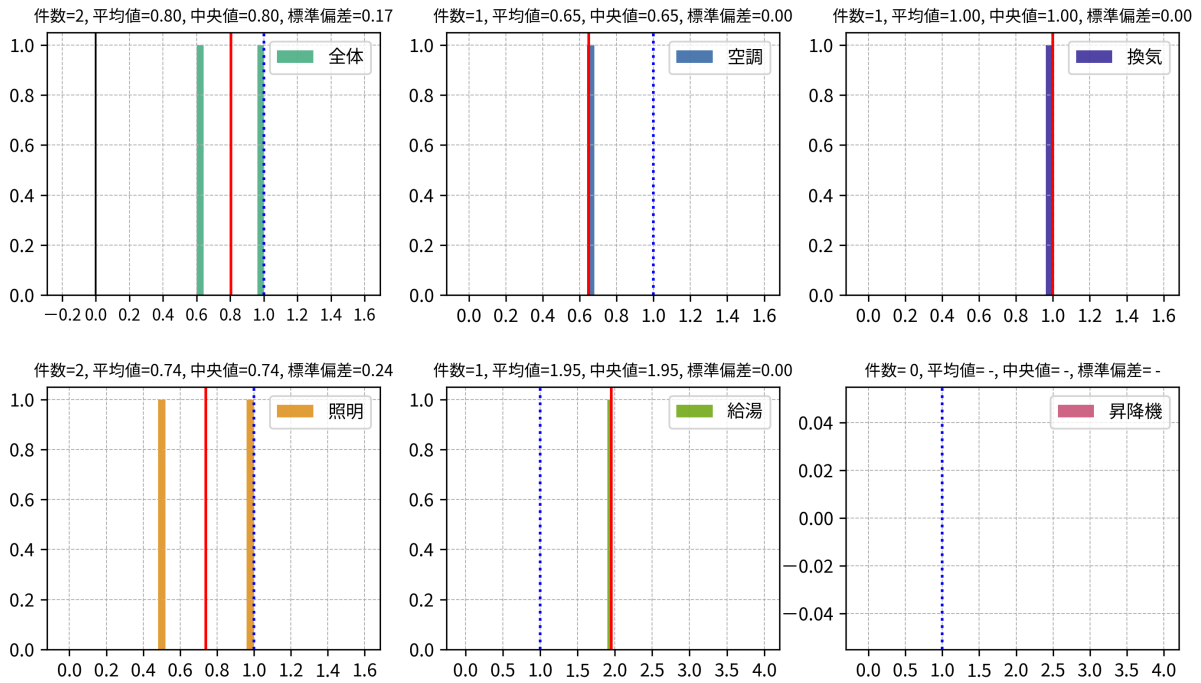 件数=2, 平均値=0.80, 中央値=0.80, 標準偏差=0.17
全体
1.0
0.8
0.6
0.4
0.2
0.0
−0.2 0.0 0.2 0.4 0.6 0.8 1.0 1.2 1.4 1.6
件数=1, 平均値=0.65, 中央値=0.65, 標準偏差=0.00
空調
1.0
0.8
0.6
0.4
0.2
0.0
0.0 0.2 0.4 0.6 0.8 1.0 1.2 1.4 1.6
件数=1, 平均値=1.00, 中央値=1.00, 標準偏差=0.00
換気
1.0
0.8
0.6
0.4
0.2
0.0
0.0 0.2 0.4 0.6 0.8 1.0 1.2 1.4 1.6
件数=2, 平均値=0.74, 中央値=0.74, 標準偏差=0.24
照明
1.0
0.8
0.6
0.4
0.2
0.0
0.0 0.2 0.4 0.6 0.8 1.0 1.2 1.4 1.6
件数=1, 平均値=1.95, 中央値=1.95, 標準偏差=0.00
給湯
1.0
0.8
0.6
0.4
0.2
0.0
0.0 0.5 1.0 1.5 2.0 2.5 3.0 3.5 4.0
件数= 0, 平均値= -, 中央値= -, 標準偏差= -
昇降機
0.04
0.02
0.00
−0.02
−0.04
0.0 0.5 1.0 1.5 2.0 2.5 3.0 3.5 4.0